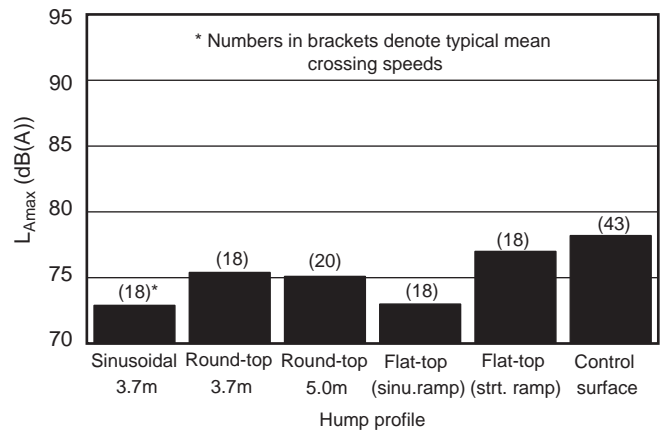 95
90
85
80
75
70
L_Amax (dB(A))
* Numbers in brackets denote typical mean
crossing speeds
(18)*
(18)
(20)
(18)
(18)
(43)
Sinusoidal Round-top Round-top Flat-top Flat-top Control
3.7m 3.7m 5.0m (sinu.ramp) (strt. ramp) surface
Hump profile